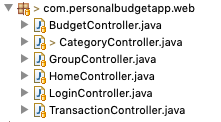 > com.personalbudgetapp.web
BudgetController.java
> CategoryController.java
GroupController.java
HomeController.java
LoginController.java
TransactionController.java